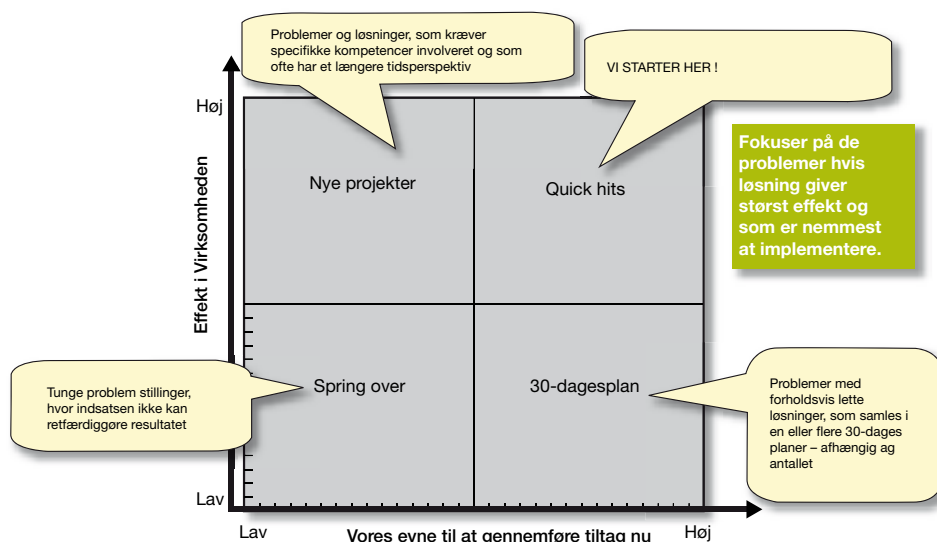 Problemer og løsninger, som kræver
specifikke kompetencer involveret og som
ofte har et længere tidsperspektiv
VI STARTER HER !
Høj
Fokuser på de
problemer hvis
løsning giver
størst effekt og
som er nemmest
at implementere.
Nye projekter
Quick hits
Effekt i Virksomheden
Tunge problem stillinger,
hvor indsatsen ikke kan
retfærdiggøre resultatet
Spring over
30-dagesplan
Problemer med
forholdsvis lette
løsninger, som samles i
en eller flere 30-dages
planer – afhængig ag
antallet
Lav
Lav
Vores evne til at gennemføre tiltag nu
Høj